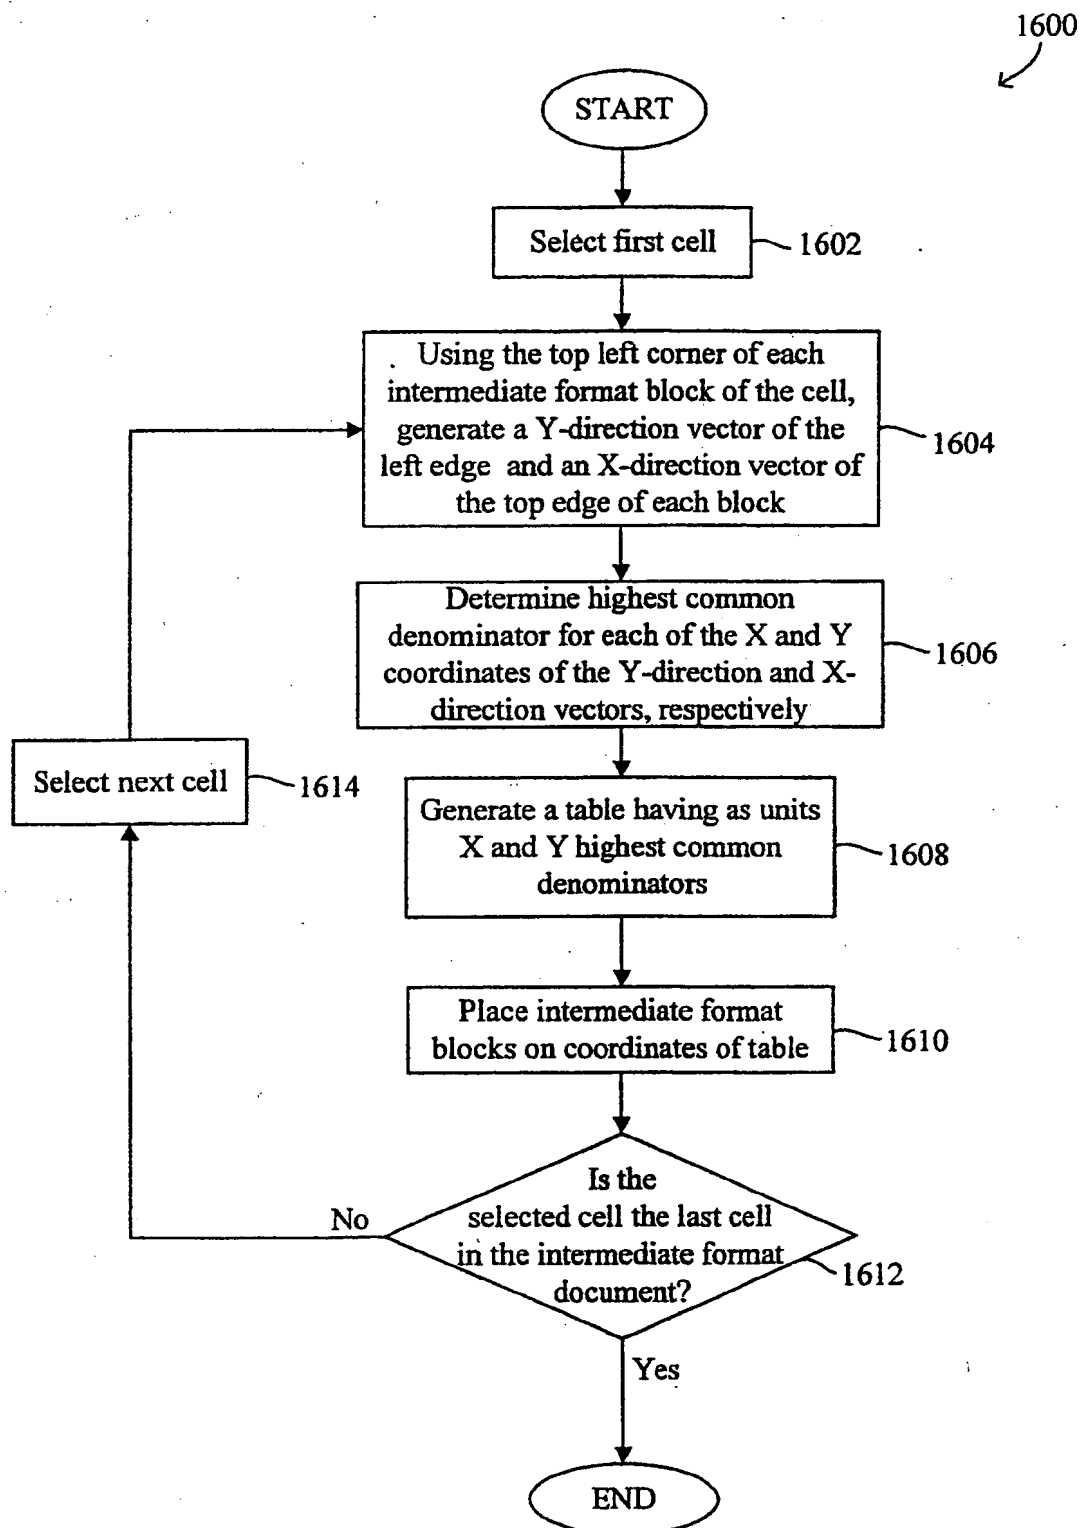 1600
START
Select first cell
1602
Using the top left corner of each
intermediate format block of the cell,
generate a Y-direction vector of the
left edge and an X-direction vector of
the top edge of each block
1604
Determine highest common
denominator for each of the X and Y
coordinates of the Y-direction and X-
direction vectors, respectively
1606
Select next cell
1614
Generate a table having as units
X and Y highest common
denominators
1608
Place intermediate format
blocks on coordinates of table
1610
Is the
selected cell the last cell
in the intermediate format
document?
No
1612
Yes
END